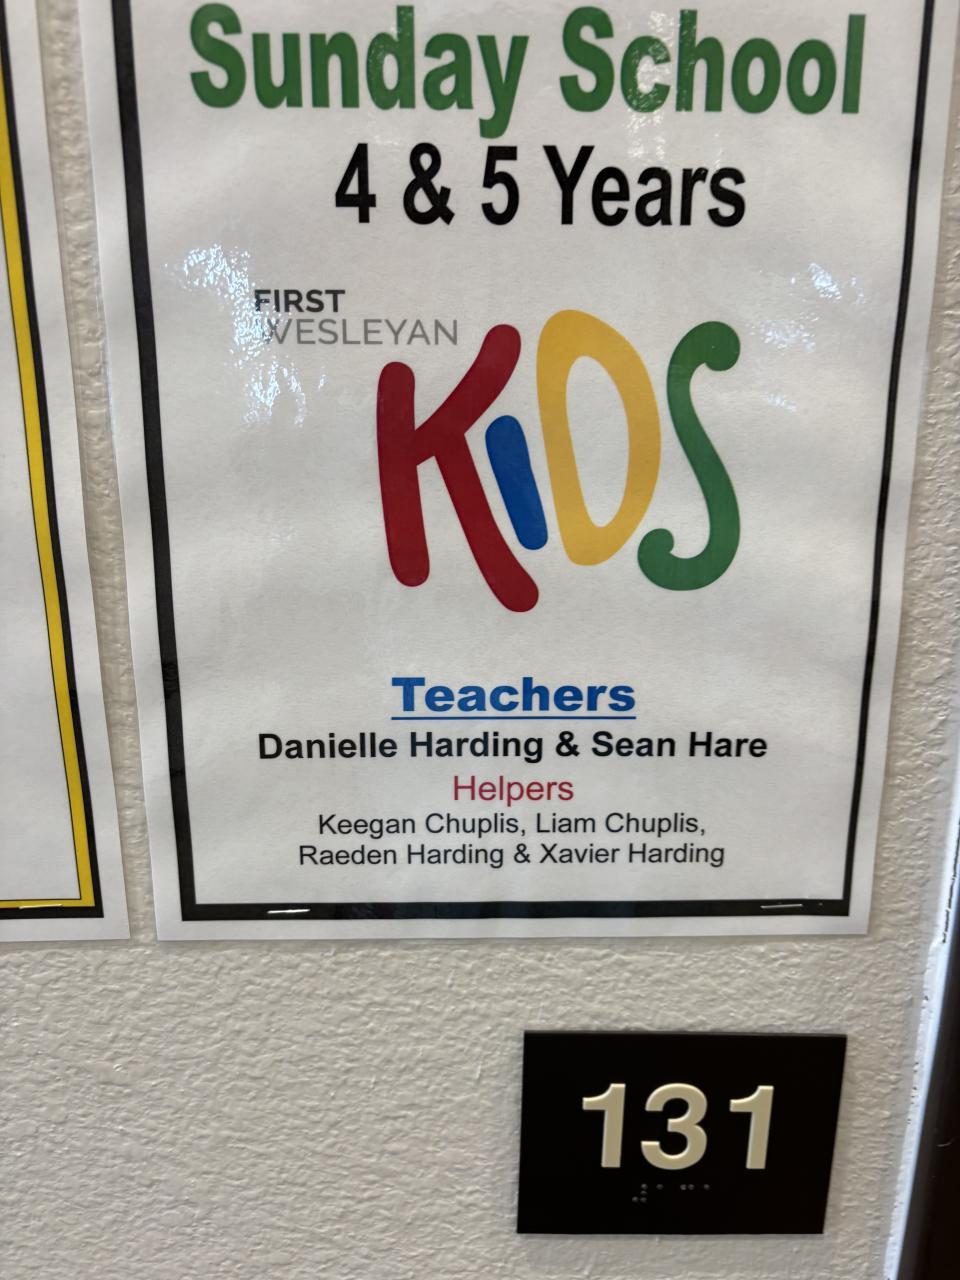 Sunday School
4 & 5 Years
FIRST
WESLEYAN
KIDS
Teachers
Danielle Harding & Sean Hare
Helpers
Keegan Chuplis, Liam Chuplis,
Raeden Harding & Xavier Harding
131